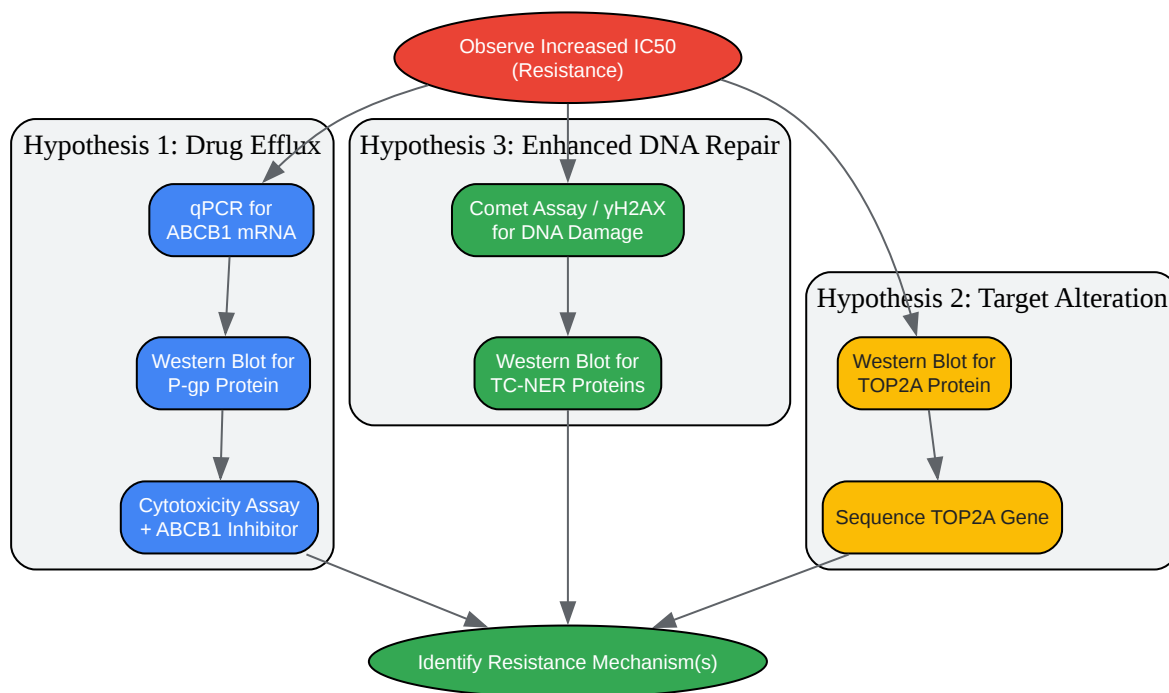 Observe Increased IC50
(Resistance)
Hypothesis 1: Drug Efflux
qPCR for
ABCB1 mRNA
Western Blot for
P-gp Protein
Cytotoxicity Assay
+ ABCB1 Inhibitor
Hypothesis 3: Enhanced DNA Repair
Comet Assay / γH2AX
for DNA Damage
Western Blot for
TC-NER Proteins
Hypothesis 2: Target Alteration
Western Blot for
TOP2A Protein
Sequence TOP2A Gene
Identify Resistance Mechanism(s)